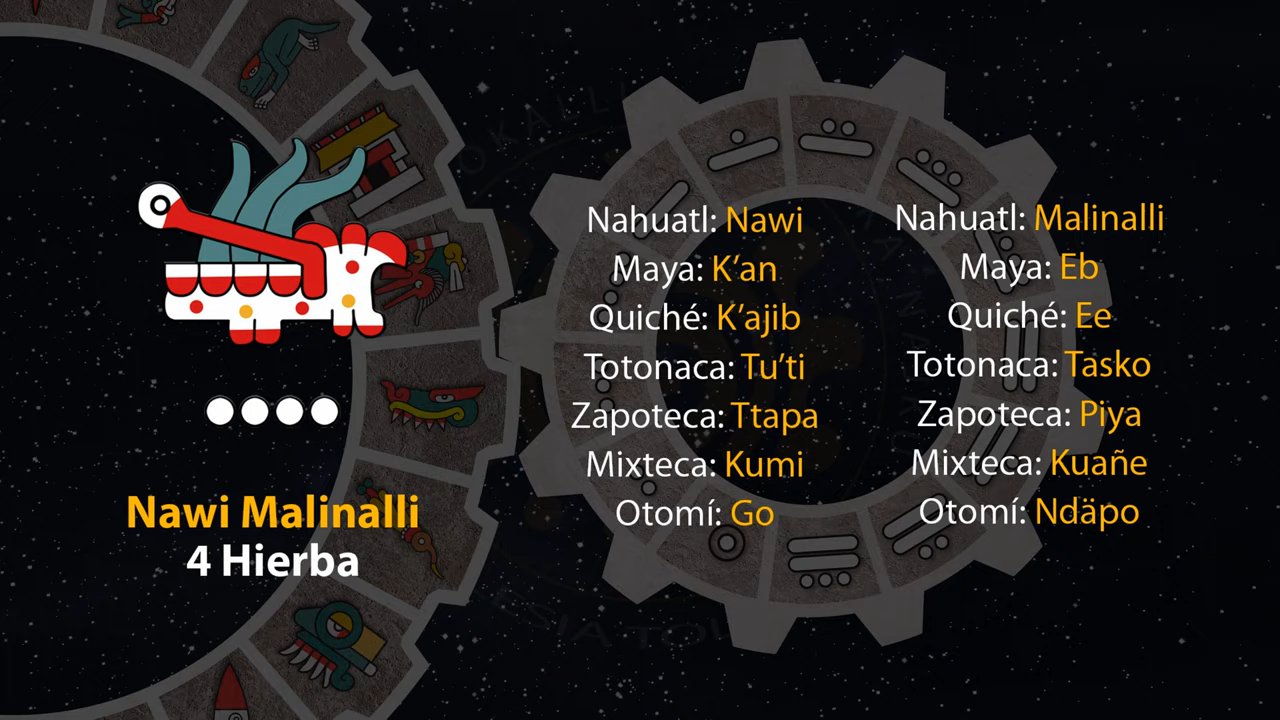 Nawi Malinalli
4 Hierba
Nahuatl: Nawi
Maya: K'an
Quiché: K'ajib
Totonaca: Tu'ti
Zapoteca: Ttapa
Mixteca: Kumi
Otomí: Go
Nahuatl: Malinalli
Maya: Eb
Quiché: Ee
Totonaca: Tasko
Zapoteca: Piya
Mixteca: Kuañe
Otomí: Ndäpo